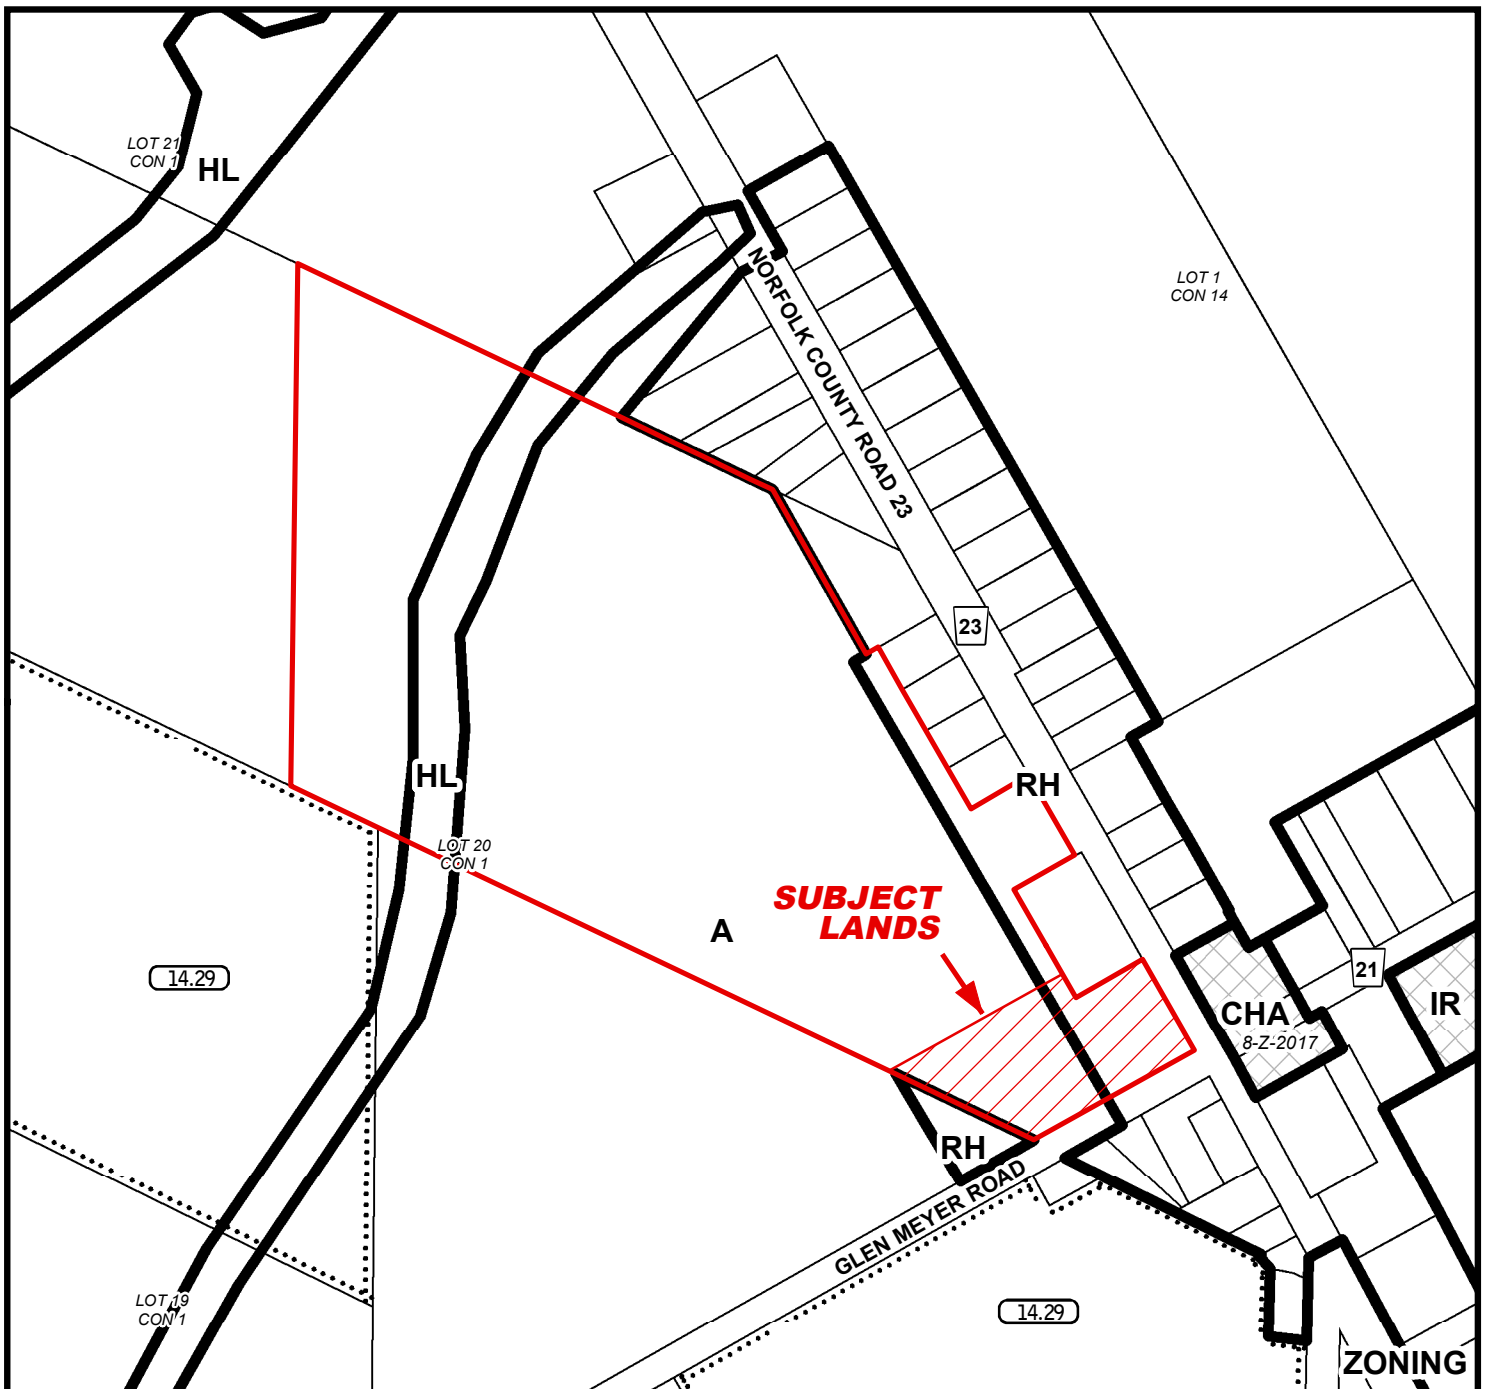 LOT 21
CON 1
HL
LOT 1
CON 14
NORFOLK COUNTY ROAD 23
23
HL
RH
LOT 20
CON 1
SUBJECT
LANDS
A
14.29
21
CHA
8-Z-2017
IR
RH
GLEN MEYER ROAD
LOT 19
CON 1
14.29
ZONING